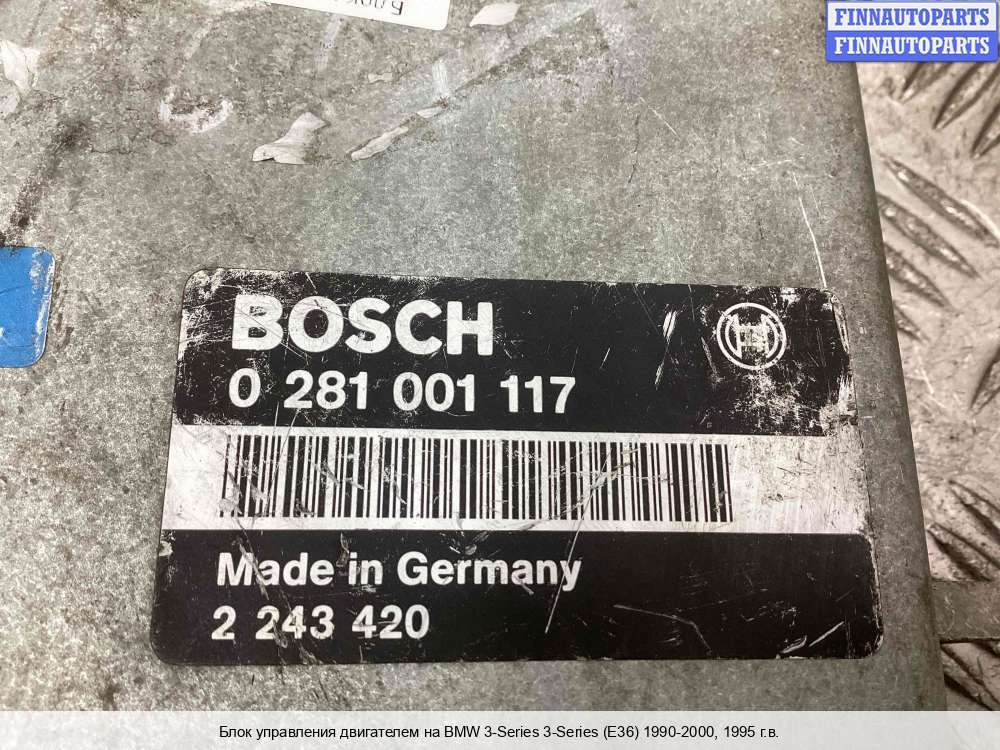 FINNAUTOPARTS
FINNAUTOPARTS
BOSCH
0 281 001 117
Made in Germany
2 243 420
Блок управления двигателем на BMW 3-Series 3-Series (E36) 1990-2000, 1995 г.в.